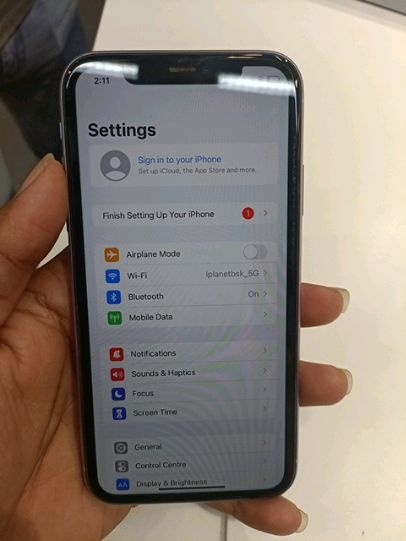 2:11
Settings
Sign in to your iPhone
Set up iCloud, the App Store and more.
Finish Setting Up Your iPhone 1
Airplane Mode
Wi-Fi Iplanetbsk_5G
Bluetooth On
Mobile Data
Notifications
Sounds & Haptics
Focus
Screen Time
General
Control Centre
AA Display & Brightness